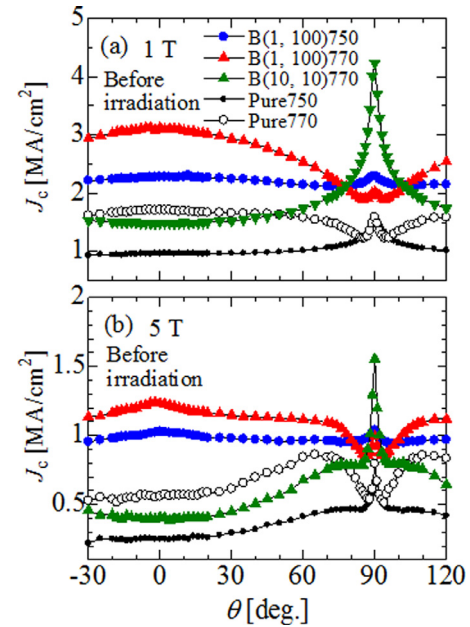 5
(a) 1 T
Before
irradiation
B(1, 100)750
B(1, 100)770
B(10, 10)770
Pure750
Pure770
4
3
2
1
Jc [MA/cm²]
2
(b) 5 T
Before
irradiation
1.5
1
0.5
Jc [MA/cm²]
-30 0 30 60 90 120
θ [deg.]